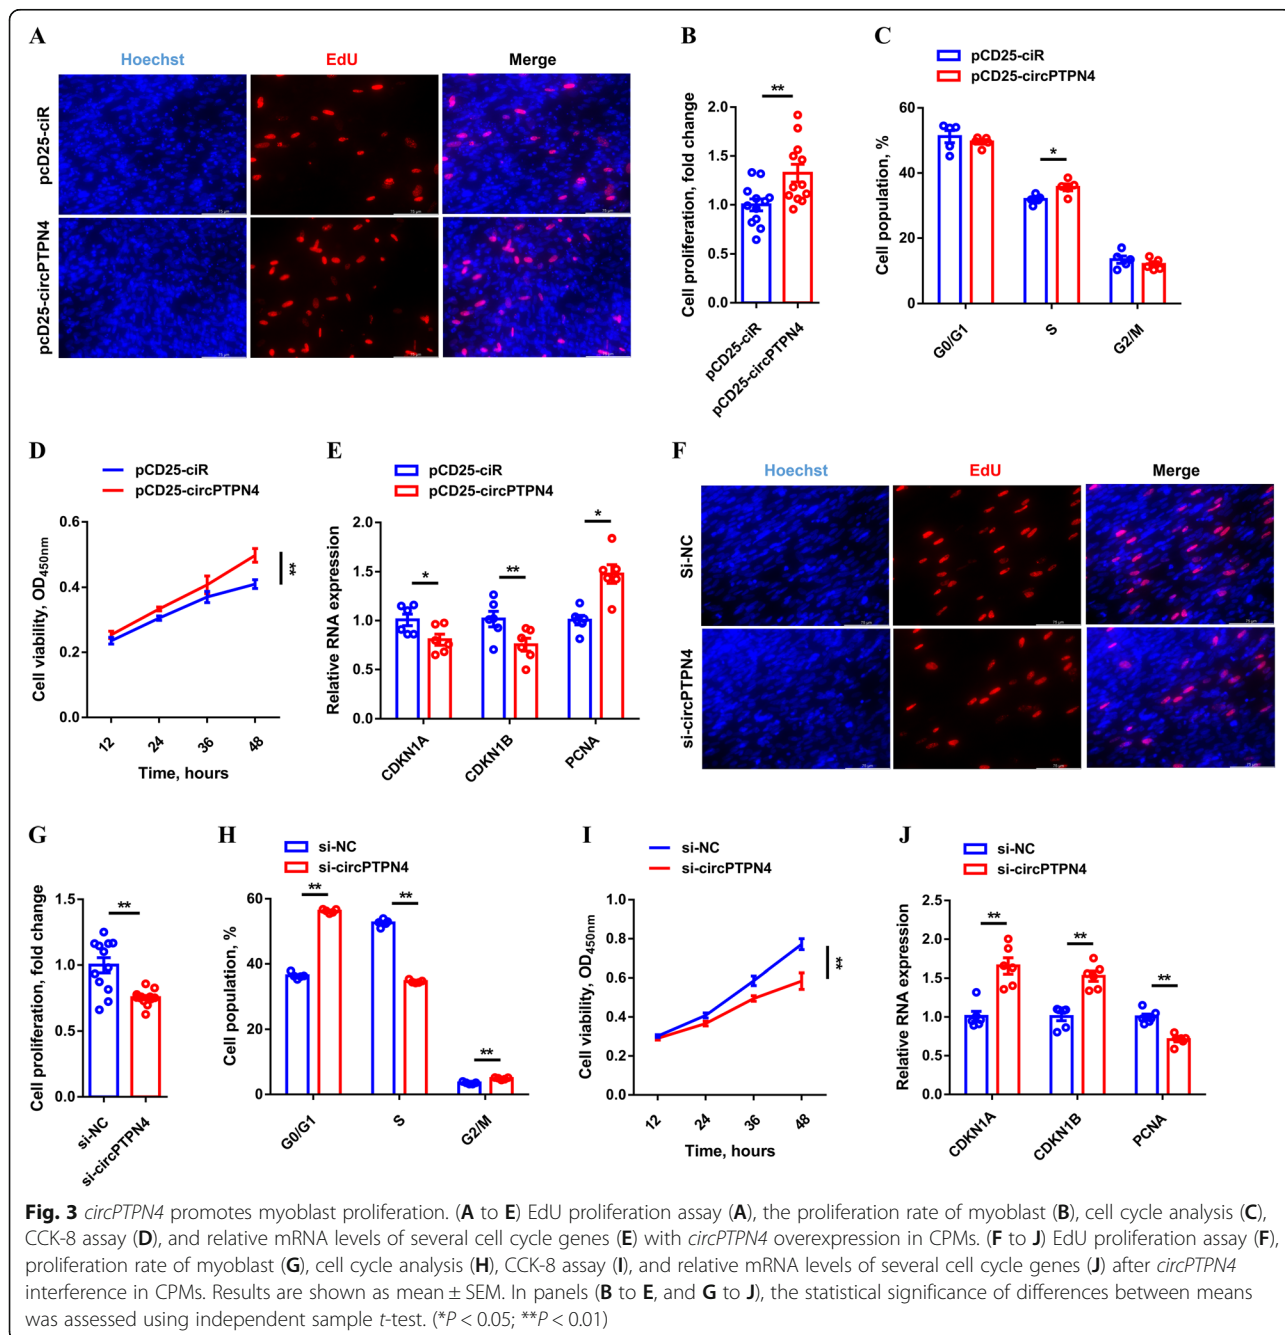 A
Hoechst
EdU
Merge
pcD25-ciR
pcD25-circPTPN4
B
**
Cell proliferation, fold change
2.0
1.5
1.0
0.5
0.0
pCD25-ciR
pCD25-circPTPN4
C
pCD25-ciR
pCD25-circPTPN4
Cell population, %
60
40
20
0
*
G0/G1
S
G2/M
D
pCD25-ciR
pCD25-circPTPN4
Cell viability, OD450nm
0.6
0.4
0.2
0.0
**
12
24
36
48
Time, hours
E
pCD25-ciR
pCD25-circPTPN4
Relative RNA expression
2.0
1.5
1.0
0.5
0.0
*
**
*
CDKN1A
CDKN1B
PCNA
F
Hoechst
EdU
Merge
Si-NC
si-circPTPN4
G
**
Cell proliferation, fold change
1.5
1.0
0.5
0.0
si-NC
si-circPTPN4
H
si-NC
si-circPTPN4
Cell population, %
60
40
20
0
**
**
**
G0/G1
S
G2/M
I
si-NC
si-circPTPN4
Cell viability, OD450nm
1.0
0.8
0.6
0.4
0.2
0.0
**
12
24
36
48
Time, hours
J
si-NC
si-circPTPN4
Relative RNA expression
2.5
2.0
1.5
1.0
0.5
0.0
**
**
**
CDKN1A
CDKN1B
PCNA
Fig. 3 circPTPN4 promotes myoblast proliferation. (A to E) EdU proliferation assay (A), the proliferation rate of myoblast (B), cell cycle analysis (C),
CCK-8 assay (D), and relative mRNA levels of several cell cycle genes (E) with circPTPN4 overexpression in CPMs. (F to J) EdU proliferation assay (F),
proliferation rate of myoblast (G), cell cycle analysis (H), CCK-8 assay (I), and relative mRNA levels of several cell cycle genes (J) after circPTPN4
interference in CPMs. Results are shown as mean ± SEM. In panels (B to E, and G to J), the statistical significance of differences between means
was assessed using independent sample t-test. (*P < 0.05; **P < 0.01)